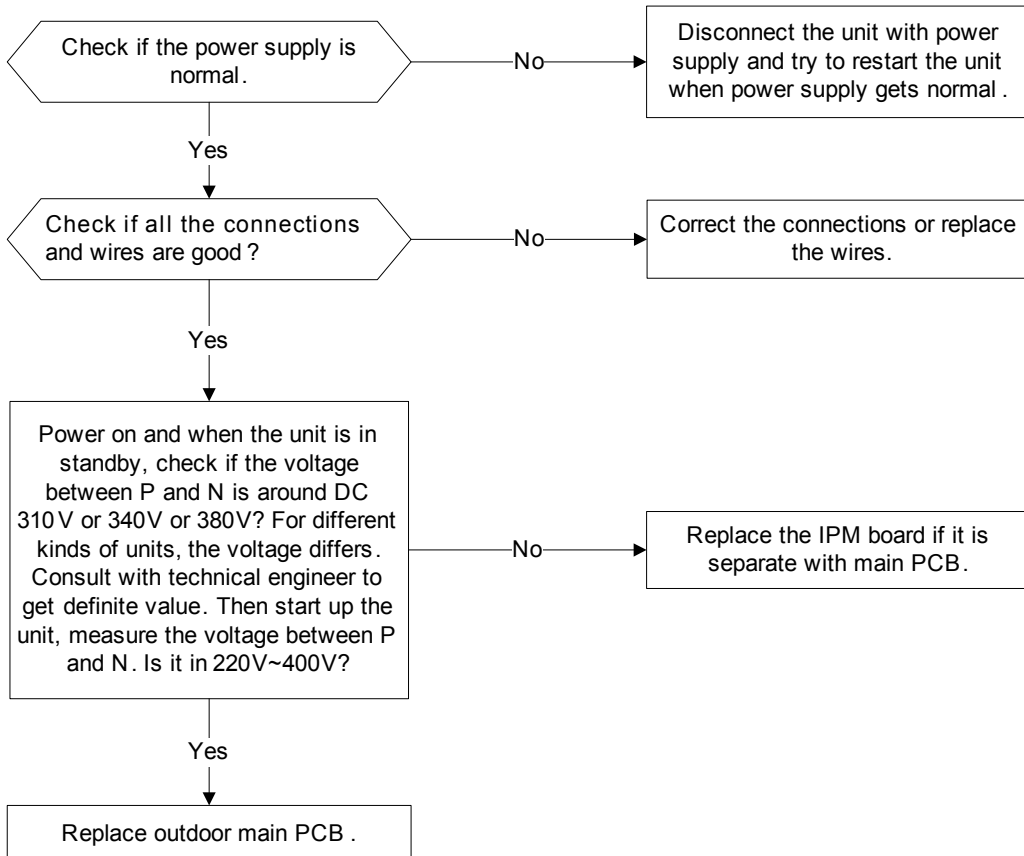 Check if the power supply is
normal.
No
Disconnect the unit with power
supply and try to restart the unit
when power supply gets normal .
Yes
Check if all the connections
and wires are good ?
No
Correct the connections or replace
the wires.
Yes
Power on and when the unit is in
standby, check if the voltage
between P and N is around DC
310V or 340V or 380V? For different
kinds of units, the voltage differs.
Consult with technical engineer to
get definite value. Then start up the
unit, measure the voltage between P
and N. Is it in 220V~400V?
No
Replace the IPM board if it is
separate with main PCB.
Yes
Replace outdoor main PCB .